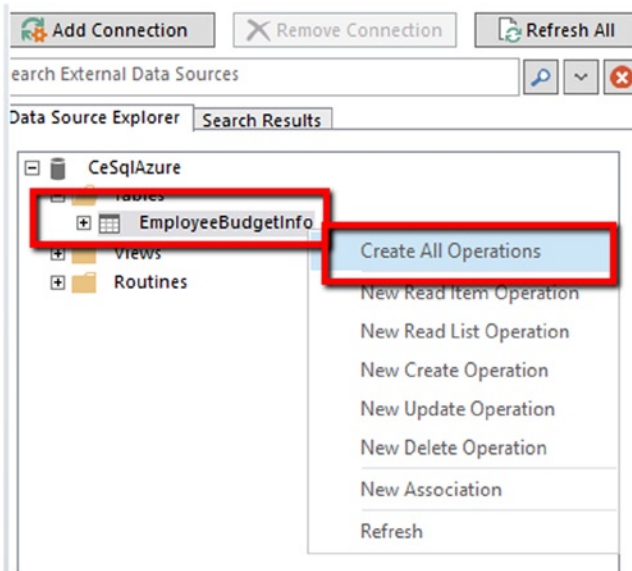 Add Connection Remove Connection Refresh All
earch External Data Sources
Data Source Explorer Search Results
CeSqlAzure
Tables
EmployeeBudgetInfo
Create All Operations
Views
New Read Item Operation
Routines
New Read List Operation
New Create Operation
New Update Operation
New Delete Operation
New Association
Refresh